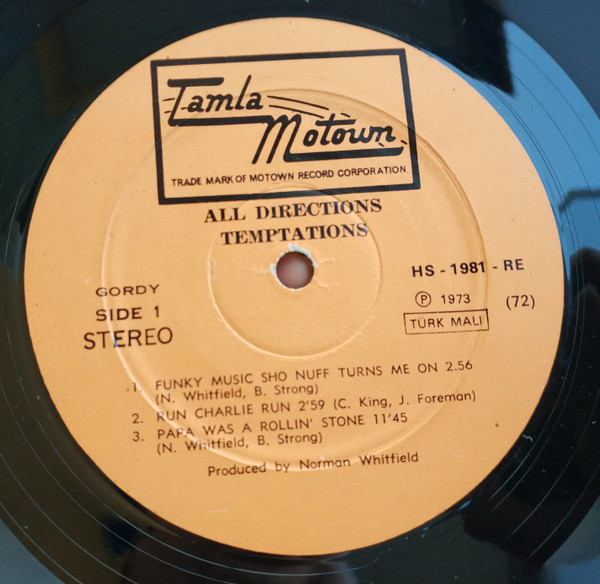 Tamla
Motown
TRADE MARK OF MOTOWN RECORD CORPORATION.
ALL DIRECTIONS
TEMPTATIONS
GORDY
SIDE 1
STEREO
HS - 1981 - RE
Ⓟ 1973 (72)
TÜRK MALI
1. FUNKY MUSIC SHO NUFF TURNS ME ON 2.56
(N. Whitfield, B. Strong)
2. RUN CHARLIE RUN 2'59 (C. King, J. Foreman)
3. PAPA WAS A ROLLIN' STONE 11'45
(N. Whitfield, B. Strong)
Produced by Norman Whitfield